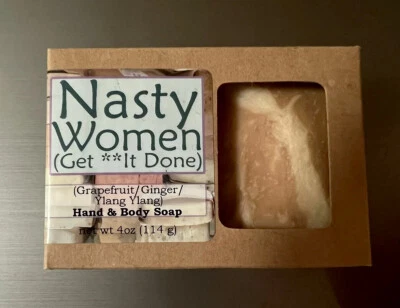 Nasty
Women
(Get **It Done)
(Grapefruit/Ginger/
Ylang Ylang)
Hand & Body Soap
net wt 4oz (114 g)